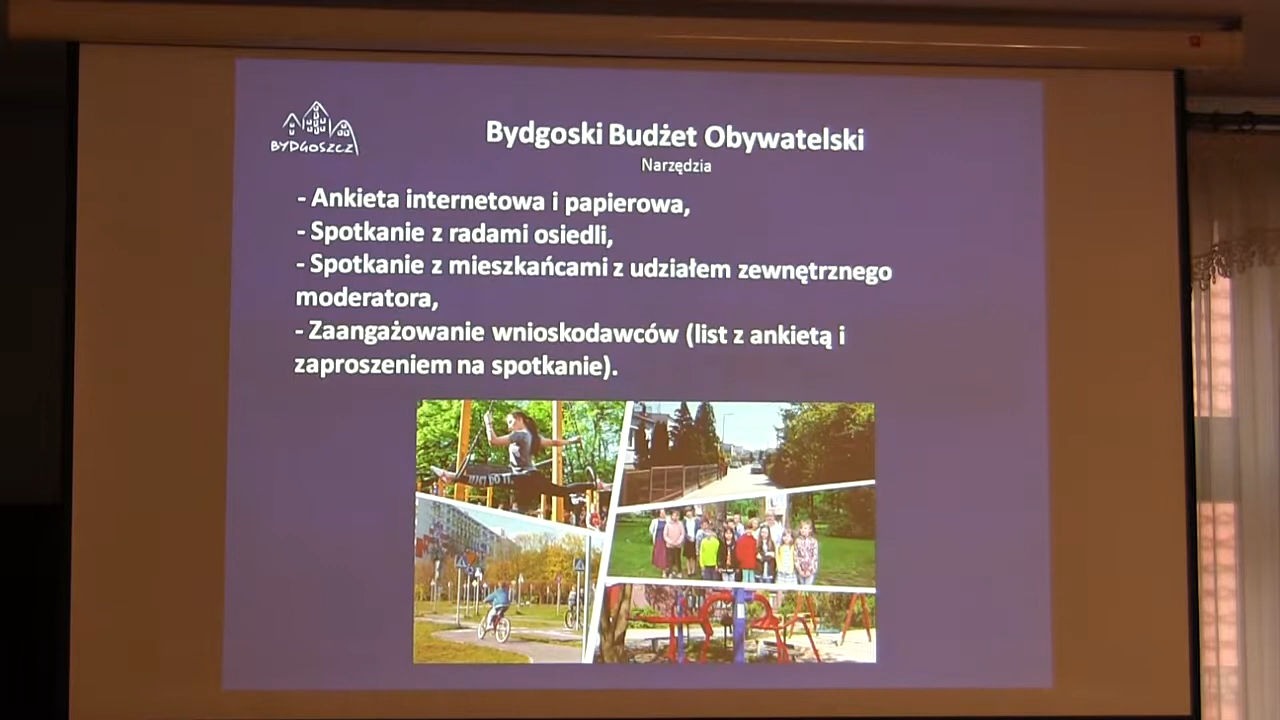 BYDGOSZCZ
Bydgoski Budżet Obywatelski
Narzędzia
- Ankieta internetowa i papierowa,
- Spotkanie z radami osiedli,
- Spotkanie z mieszkańcami z udziałem zewnętrznego
moderatora,
- Zaangażowanie wnioskodawców (list z ankietą i
zaproszeniem na spotkanie).